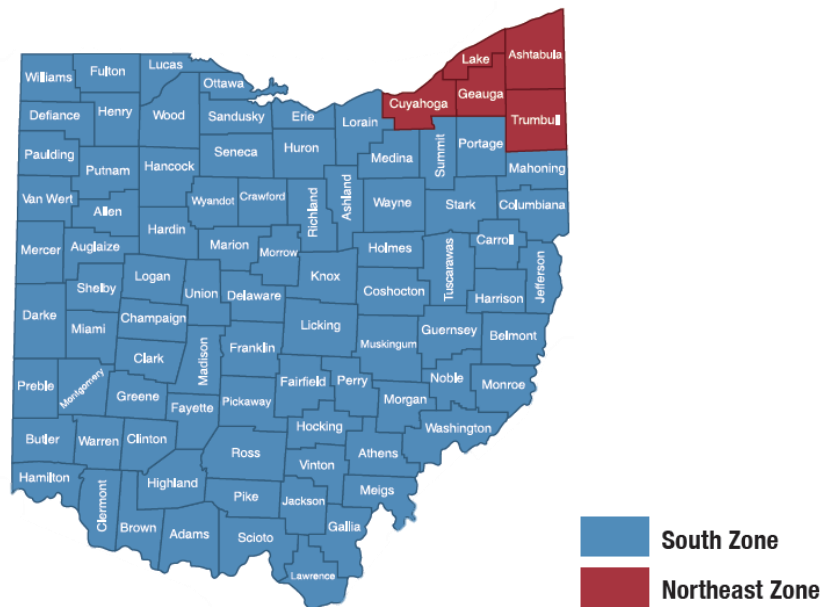 Williams
Fulton
Lucas
Ottawa
Lake
Ashtabula
Geauga
Cuyahoga
Trumbull
Defiance
Henry
Wood
Sandusky
Erie
Lorain
Huron
Medina
Summit
Portage
Mahoning
Paulding
Putnam
Hancock
Seneca
Van Wert
Allen
Wyandot
Crawford
Richland
Ashland
Wayne
Stark
Columbiana
Mercer
Auglaize
Hardin
Marion
Morrow
Holmes
Carroll
Tuscarawas
Jefferson
Logan
Union
Knox
Coshocton
Harrison
Shelby
Delaware
Darke
Miami
Champaign
Licking
Muskingum
Guernsey
Belmont
Clark
Madison
Franklin
Preble
Montgomery
Greene
Fayette
Pickaway
Fairfield
Perry
Morgan
Noble
Monroe
Butler
Warren
Clinton
Hocking
Washington
Ross
Athens
Hamilton
Clermont
Highland
Vinton
Meigs
Brown
Adams
Pike
Jackson
Scioto
Gallia
Lawrence
South Zone
Northeast Zone